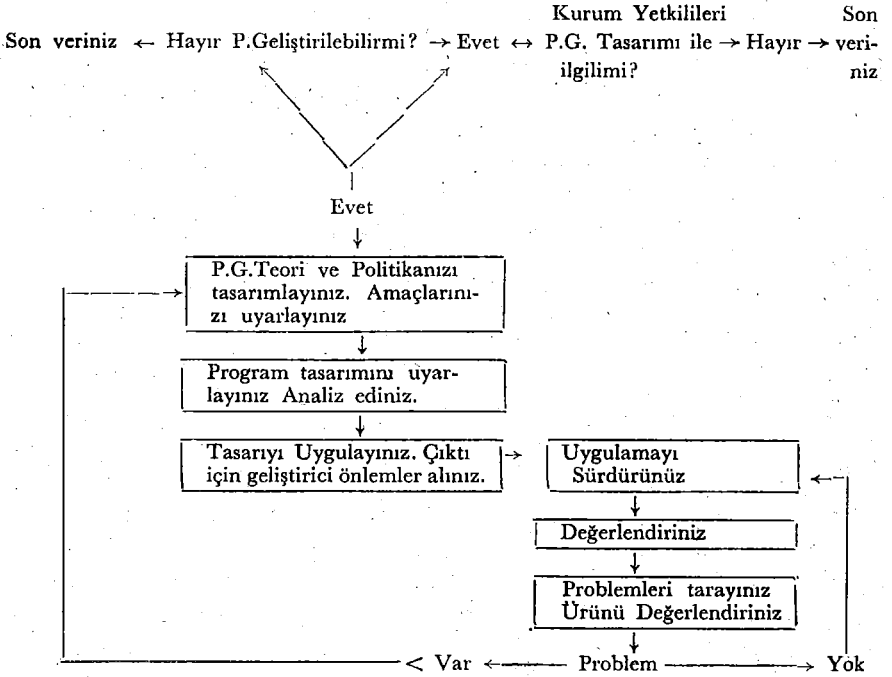 Kurum Yetkilileri Son
Son veriniz ← Hayır P.Geliştirilebilirmi? → Evet ↔ P.G. Tasarımı ile → Hayır → veri-
ilgilimi? niz
Evet
P.G.Teori ve Politikanızı
tasarımlayınız. Amaçlarını-
zı uyarlayınız
Program tasarımını uyar-
layınız Analiz ediniz.
Tasarıyı Uygulayınız. Çıktı
için geliştirici önlemler alınız.
Uygulamayı
Sürdürünüz
Değerlendiriniz
Problemleri tarayınız
Ürünü Değerlendiriniz
< Var ← Problem → Yok